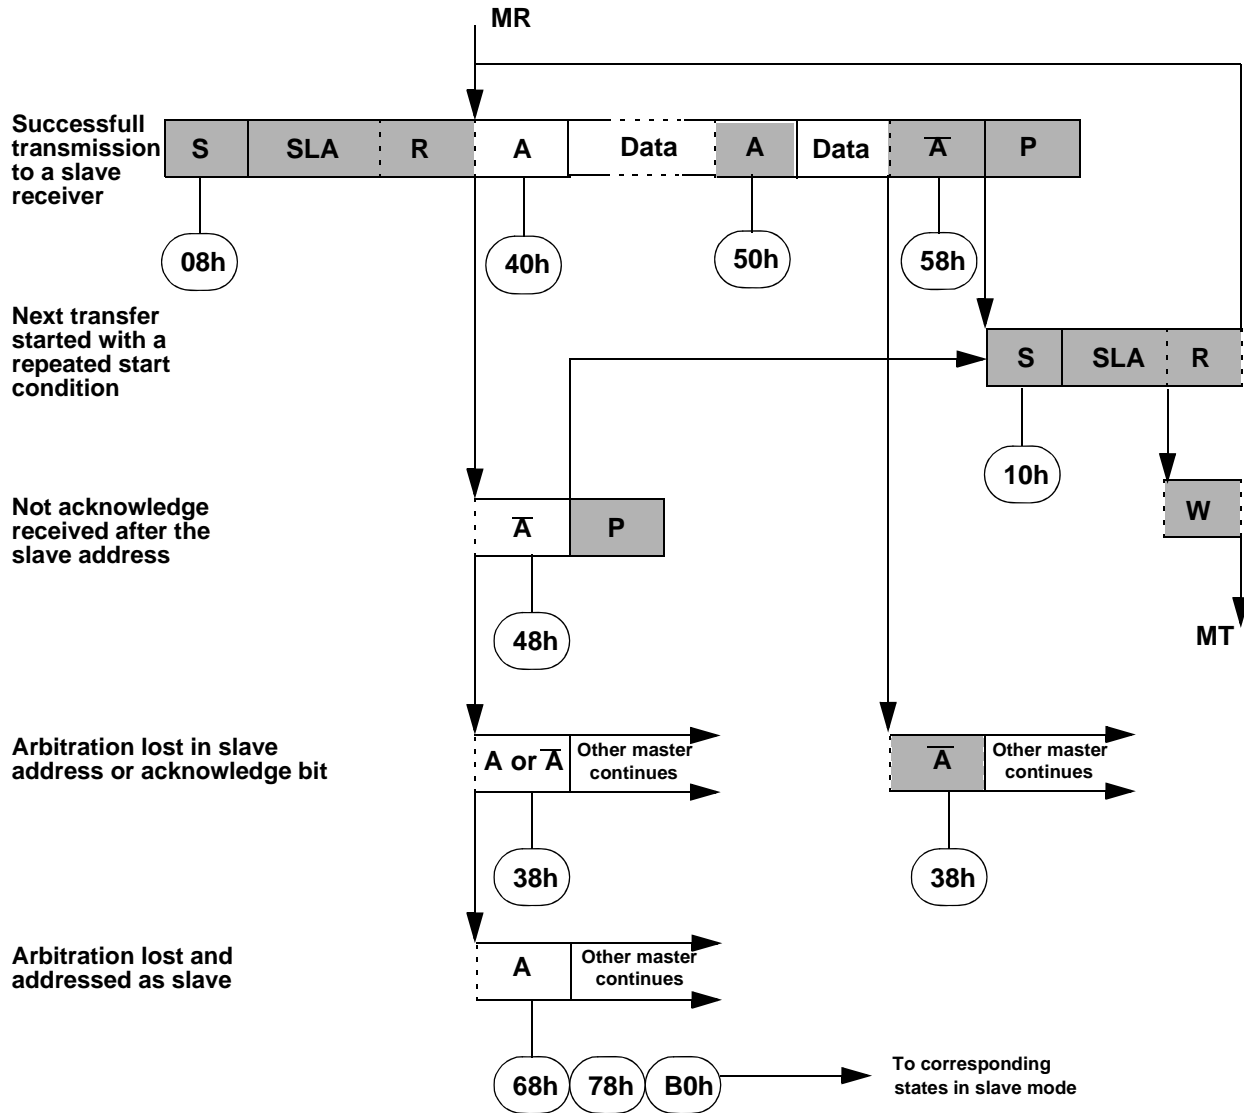 MR
Successfull
transmission
to a slave
receiver
S SLA R A Data A Data A̅ P
08h 40h 50h 58h
Next transfer
started with a
repeated start
condition
S SLA R
10h
Not acknowledge
received after the
slave address
A̅ P
W
48h
MT
Arbitration lost in slave
address or acknowledge bit
A or A̅
Other master
continues
A̅
Other master
continues
38h 38h
Arbitration lost and
addressed as slave
A
Other master
continues
68h 78h B0h
To corresponding
states in slave mode